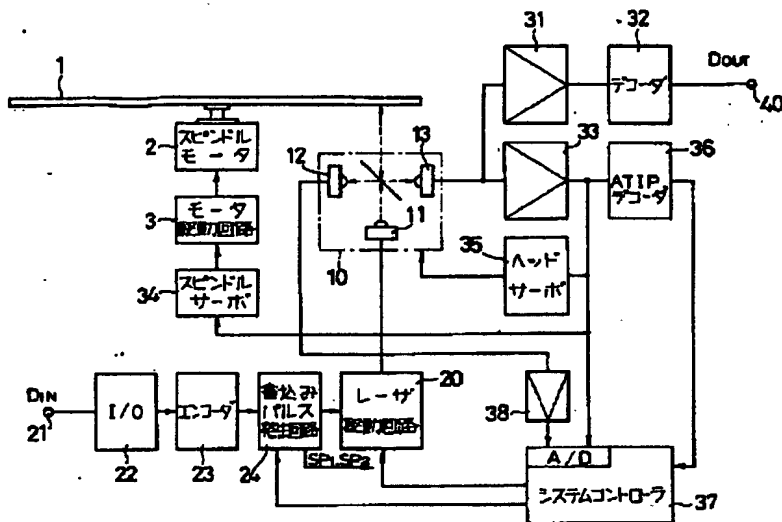 1
スピンドル
モータ
2
モータ
駆動回路
3
スピンドル
サーボ
34
12
13
11
10
31
32
デコーダ
DOUT
40
33
36
ATIP
デコーダ
35
ヘッド
サーボ
DIN
21
I/O
22
エンコーダ
23
書込み
パルス
発生回路
24
SP1,SP2
レーザ
駆動回路
20
38
A/D
システムコントローラ
37